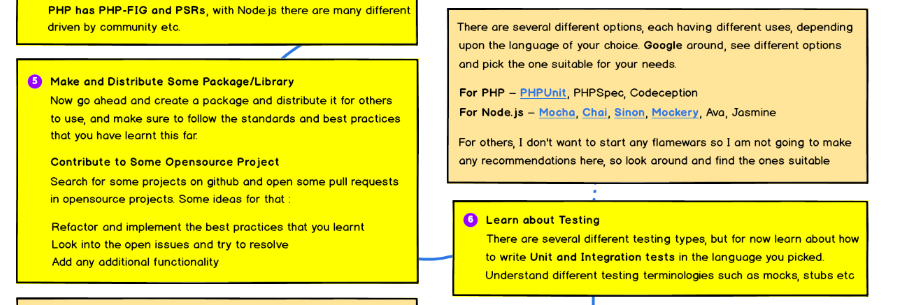 PHP has PHP-FIG and PSRs, with Node.js there are many different
driven by community etc.
5 Make and Distribute Some Package/Library
Now go ahead and create a package and distribute it for others
to use, and make sure to follow the standards and best practices
that you have learnt this far.
Contribute to Some Opensource Project
Search for some projects on github and open some pull requests
in opensource projects. Some ideas for that :
Refactor and implement the best practices that you learnt
Look into the open issues and try to resolve
Add any additional functionality
There are several different options, each having different uses, depending
upon the language of your choice. Google around, see different options
and pick the one suitable for your needs.
For PHP – PHPUnit, PHPSpec, Codeception
For Node.js – Mocha, Chai, Sinon, Mockery, Ava, Jasmine
For others, I don't want to start any flamewars so I am not going to make
any recommendations here, so look around and find the ones suitable
6 Learn about Testing
There are several different testing types, but for now learn about how
to write Unit and Integration tests in the language you picked.
Understand different testing terminologies such as mocks, stubs etc